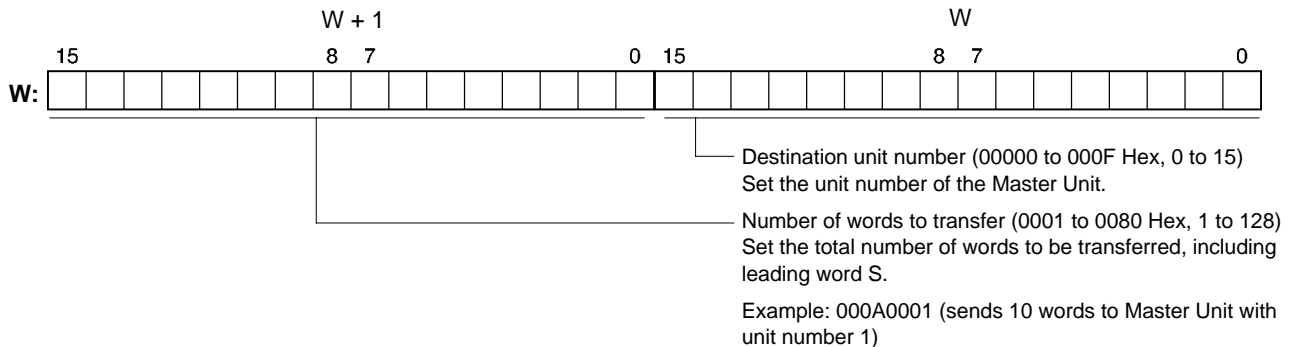 W + 1 W
15 8 7 0 15 8 7 0
W:
Destination unit number (00000 to 000F Hex, 0 to 15)
Set the unit number of the Master Unit.
Number of words to transfer (0001 to 0080 Hex, 1 to 128)
Set the total number of words to be transferred, including
leading word S.
Example: 000A0001 (sends 10 words to Master Unit with
unit number 1)